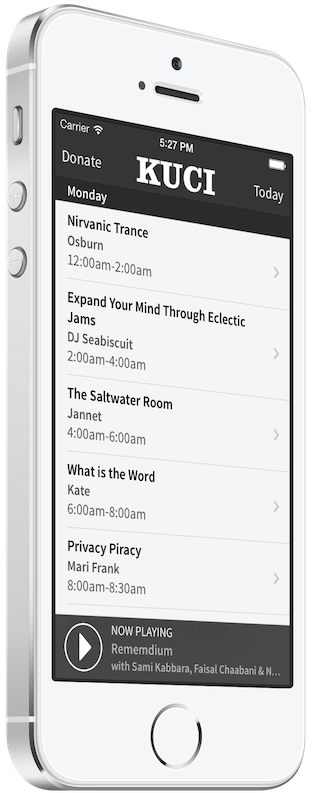 Carrier
5:27 PM
Donate
KUCI
Today
Monday
Nirvanic Trance
Osburn
12:00am-2:00am
Expand Your Mind Through Eclectic
Jams
DJ Seabiscuit
2:00am-4:00am
The Saltwater Room
Jannet
4:00am-6:00am
What is the Word
Kate
6:00am-8:00am
Privacy Piracy
Mari Frank
8:00am-8:30am
NOW PLAYING
Rememdium
with Sami Kabbara, Faisal Chaabani & N...